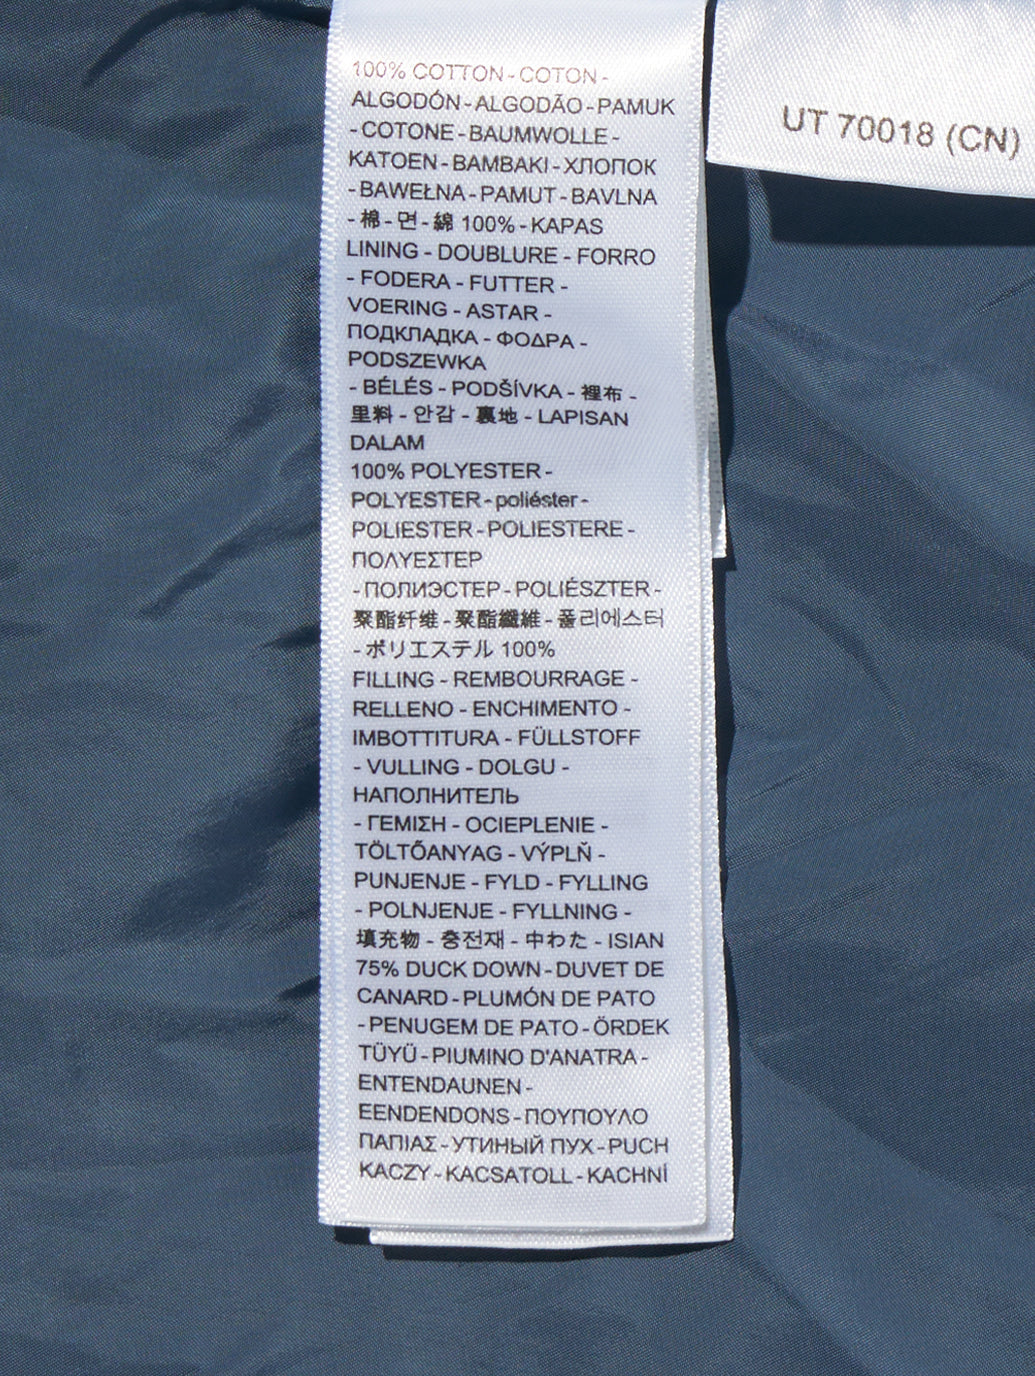 100% COTTON - COTON -
ALGODÓN - ALGODÃO - PAMUK
- COTONE - BAUMWOLLE -
KATOEN - BAMBAKI - ХЛОПОК
- BAWEŁNA - PAMUT - BAVLNA
- 棉 - 면 - 綿 100% - KAPAS
LINING - DOUBLURE - FORRO
- FODERA - FUTTER -
VOERING - ASTAR -
ПОДКЛАДКА - ΦΟΔΡΑ -
PODSZEWKA
- BÉLÉS - PODŠÍVKA - 裡布 -
里料 - 안감 - 裏地 - LAPISAN
DALAM
100% POLYESTER -
POLYESTER - poliéster -
POLIESTER - POLIESTERE -
ΠΟΛΥΕΣΤΕΡ
- ПОЛИЭСТЕР - POLIÉSZTER -
聚酯纤维 - 聚酯纖維 - 폴리에스터
- ポリエステル 100%
FILLING - REMBOURRAGE -
RELLENO - ENCHIMENTO -
IMBOTTITURA - FÜLLSTOFF
- VULLING - DOLGU -
НАПОЛНИТЕЛЬ
- ΓΕΜΙΣΗ - OCIEPLENIE -
TÖLTŐANYAG - VÝPLŇ -
PUNJENJE - FYLD - FYLLING
- POLNJENJE - FYLLNING -
填充物 - 충전재 - 中わた - ISIAN
75% DUCK DOWN - DUVET DE
CANARD - PLUMÓN DE PATO
- PENUGEM DE PATO - ÖRDEK
TÜYÜ - PIUMINO D'ANATRA -
ENTENDAUNEN -
EENDENDONS - ΠΟΥΠΟΥΛΟ
ΠΑΠΙΑΣ - УТИНЫЙ ПУХ - PUCH
KACZY - KACSATOLL - KACHNÍ
UT 70018 (CN)